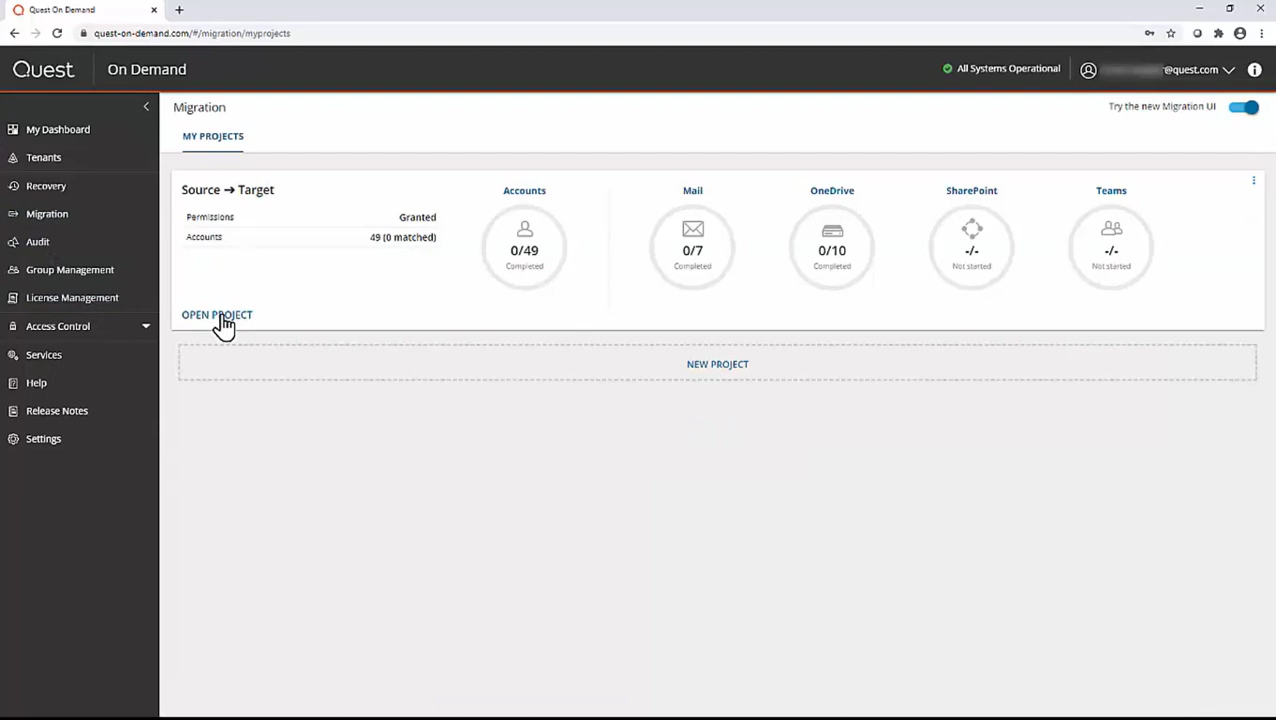 Quest On Demand
quest-on-demand.com/#/migration/myprojects
Quest On Demand
All Systems Operational
@quest.com
My Dashboard
Tenants
Recovery
Migration
Audit
Group Management
License Management
Access Control
Services
Help
Release Notes
Settings
Migration
Try the new Migration UI
MY PROJECTS
Source → Target
Permissions Granted
Accounts 49 (0 matched)
OPEN PROJECT
Accounts
0/49
Completed
Mail
0/7
Completed
OneDrive
0/10
Completed
SharePoint
-/-
Not started
Teams
-/-
Not started
NEW PROJECT